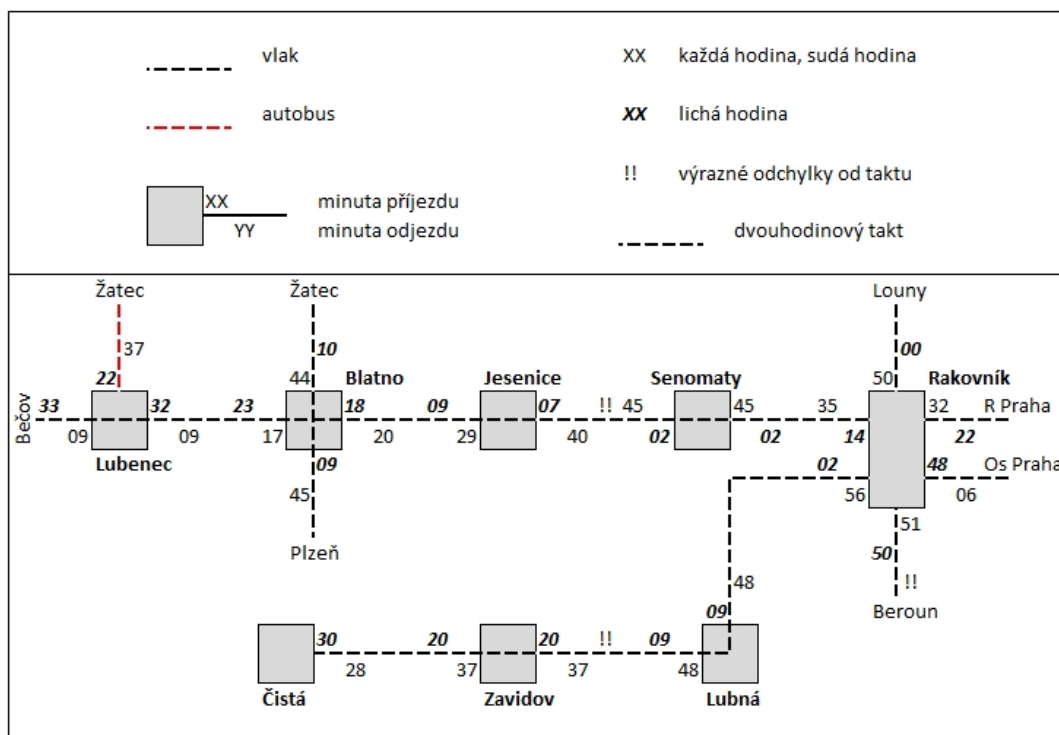 vlak
XX každá hodina, sudá hodina
autobus
XX lichá hodina
!! výrazné odchylky od taktu
XX minuta příjezdu
YY minuta odjezdu
dvouhodinový takt
Žatec Žatec Louny
37 10 00
22 44 Blatno Jesenice Senomaty 50 Rakovník
Bečov 33 32 23 18 09 07 !! 45 45 35 32 R Praha
09 09 17 20 29 40 02 02 14 22
Lubenec 09 02 48 Os Praha
45 56 06
51
Plzeň 50 !!
48 Beroun
09
30 20 20 !! 09
28 37 37 48
Čistá Zavidov Lubná